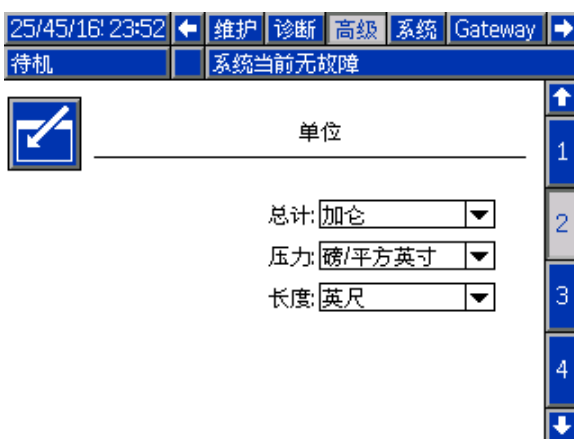 25/45/16! 23:52 维护 诊断 高级 系统 Gateway
待机 系统当前无故障
单位
1
总计: 加仑
2
压力: 磅/平方英寸
长度: 英尺
3
4